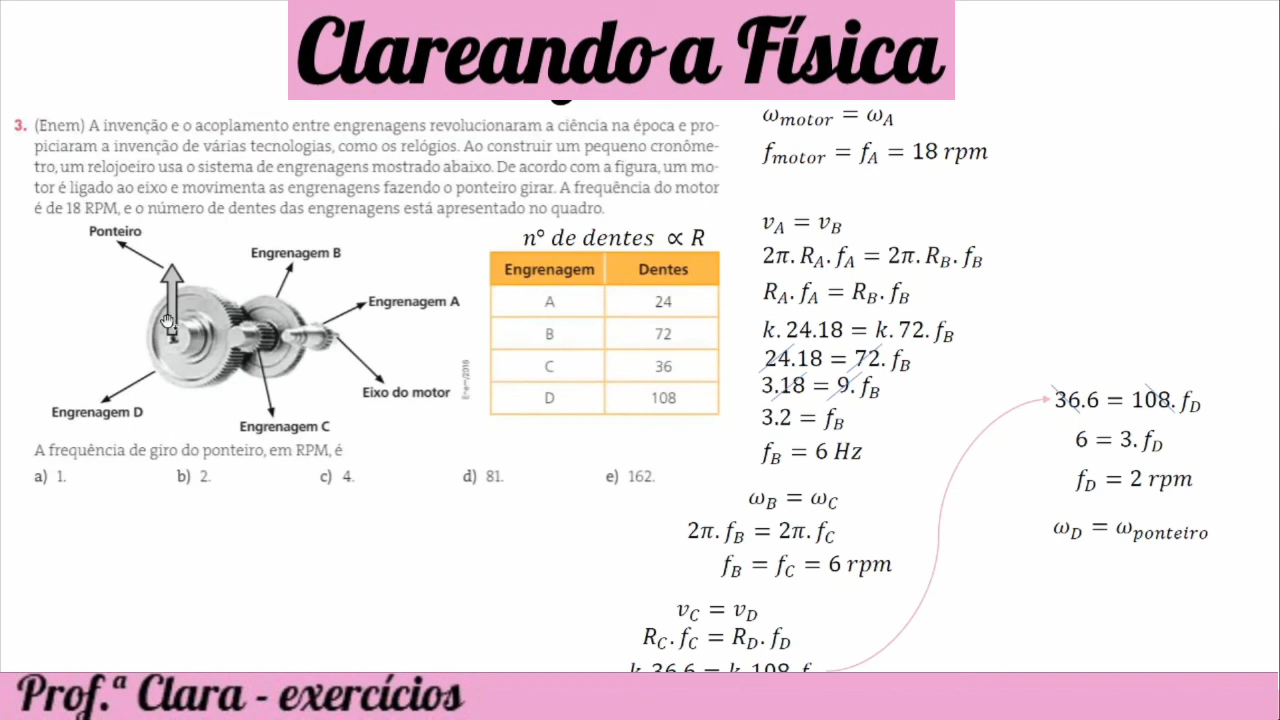 Clareando a Física
3. (Enem) A invenção e o acoplamento entre engrenagens revolucionaram a ciência na época e pro-
piciaram a invenção de várias tecnologias, como os relógios. Ao construir um pequeno cronôme-
tro, um relojoeiro usa o sistema de engrenagens mostrado abaixo. De acordo com a figura, um mo-
tor é ligado ao eixo e movimenta as engrenagens fazendo o ponteiro girar. A frequência do motor
é de 18 RPM, e o número de dentes das engrenagens está apresentado no quadro.
Ponteiro
Engrenagem B
Engrenagem A
Eixo do motor
Engrenagem C
Engrenagem D
n° de dentes ∝ R
Engrenagem Dentes
A 24
B 72
C 36
D 108
A frequência de giro do ponteiro, em RPM, é
a) 1. b) 2. c) 4. d) 81. e) 162.
ω_motor = ω_A
f_motor = f_A = 18 rpm
v_A = v_B
2π. R_A. f_A = 2π. R_B. f_B
R_A. f_A = R_B. f_B
k. 24.18 = k. 72. f_B
24.18 = 72. f_B
3.18 = 9. f_B
3.2 = f_B
f_B = 6 Hz
ω_B = ω_C
2π. f_B = 2π. f_C
f_B = f_C = 6 rpm
v_C = v_D
R_C. f_C = R_D. f_D
k. 36.6 = k. 108. f
36.6 = 108. f_D
6 = 3. f_D
f_D = 2 rpm
ω_D = ω_ponteiro
Prof.ª Clara - exercícios